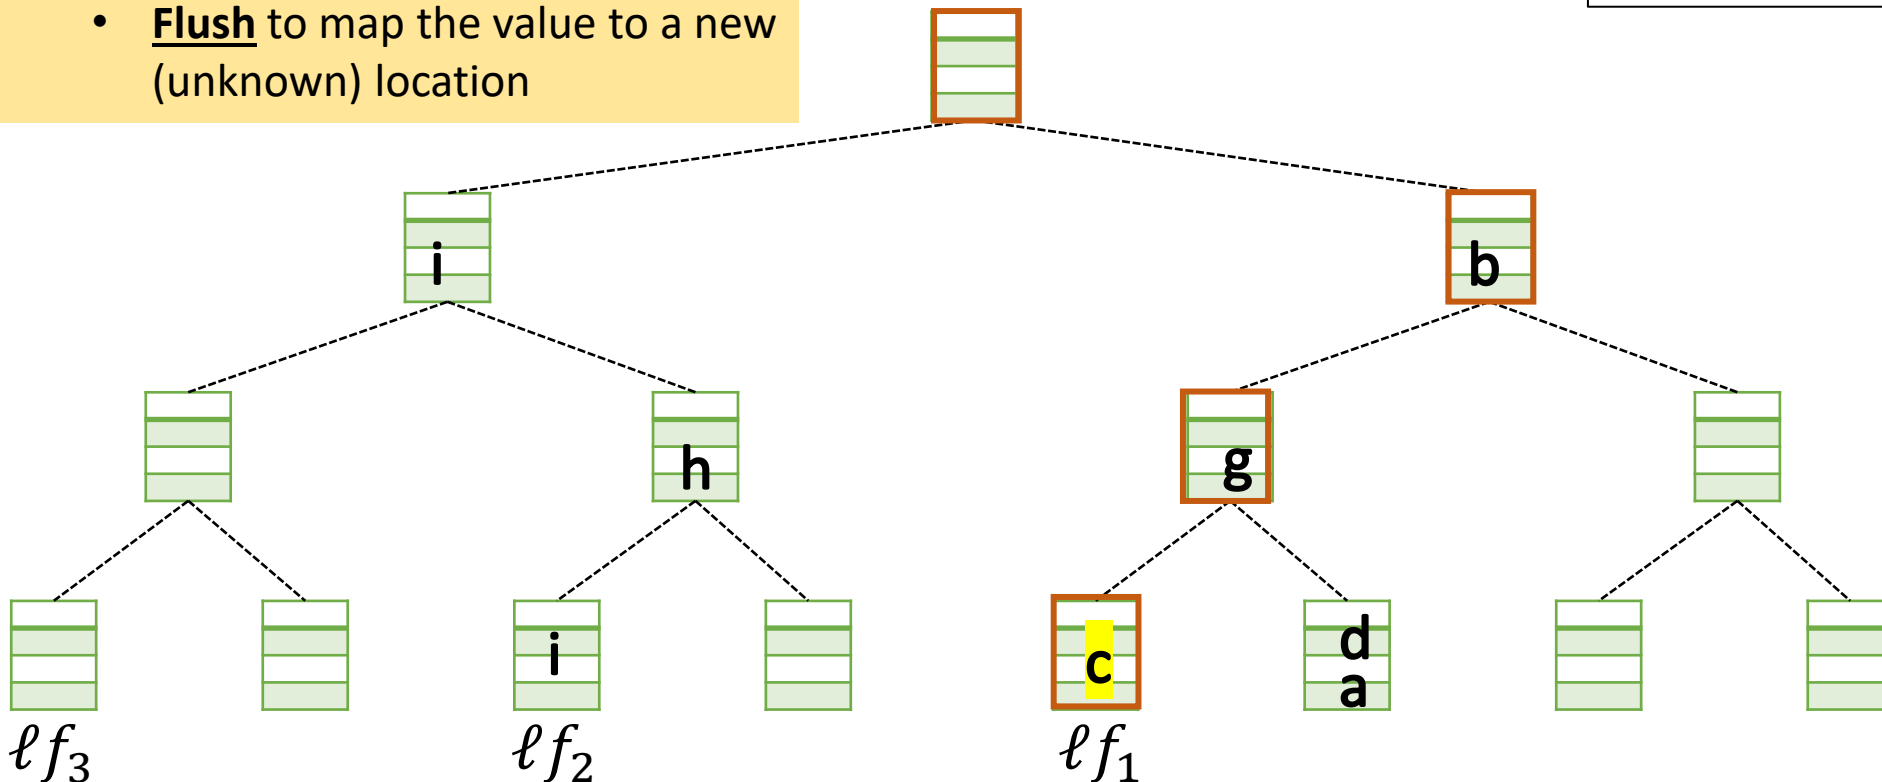 • Flush to map the value to a new
(unknown) location
i
b
h
g
i
c
d
a
ℓf₃
ℓf₂
ℓf₁